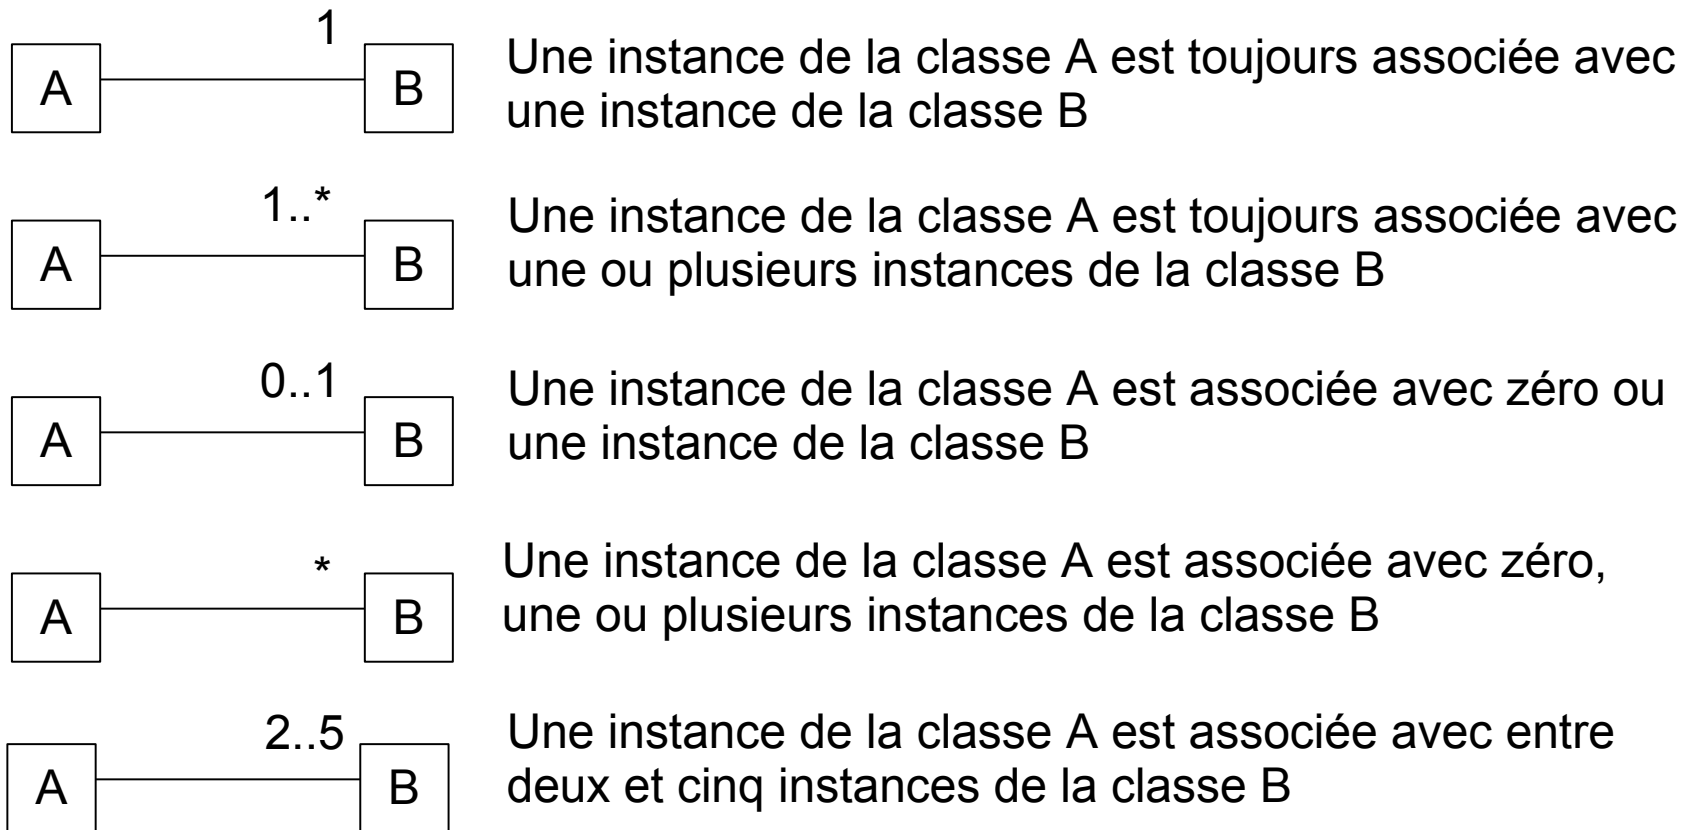 1
A B
Une instance de la classe A est toujours associée avec
une instance de la classe B
1..*
A B
Une instance de la classe A est toujours associée avec
une ou plusieurs instances de la classe B
0..1
A B
Une instance de la classe A est associée avec zéro ou
une instance de la classe B
*
A B
Une instance de la classe A est associée avec zéro,
une ou plusieurs instances de la classe B
2..5
A B
Une instance de la classe A est associée avec entre
deux et cinq instances de la classe B